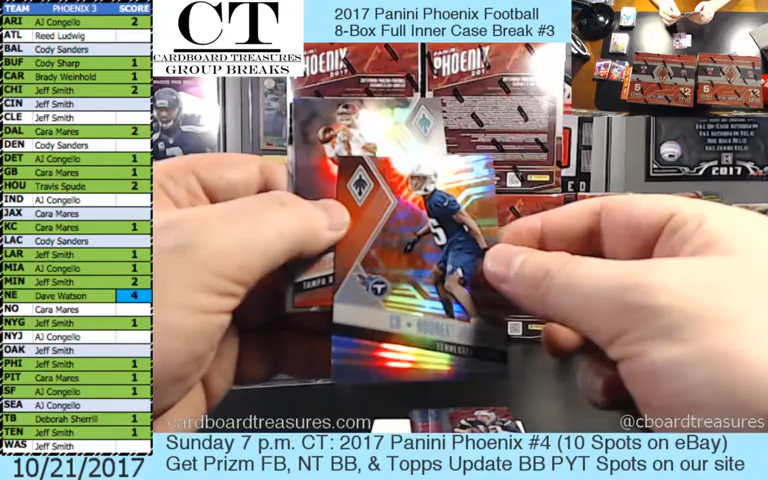 TEAM PHOENIX 3 SCORE
ARI AJ Congello 2
ATL Reed Ludwig
BAL Cody Sanders
BUF Cody Sharp 1
CAR Brady Weinhold 1
CHI Jeff Smith 2
CIN Jeff Smith
CLE Jeff Smith
DAL Cara Mares 2
DEN Cody Sanders
DET AJ Congello 1
GB Cara Mares 1
HOU Travis Spude 2
IND AJ Congello
JAX Cara Mares
KC Cara Mares 1
LAC Cody Sanders
LAR Jeff Smith 1
MIA AJ Congello 1
MIN Jeff Smith 2
NE Dave Watson 4
NO Cara Mares
NYG Jeff Smith 1
NYJ AJ Congello
OAK Jeff Smith
PHI Jeff Smith 1
PIT Cara Mares 1
SF AJ Congello 1
SEA AJ Congello
TB Deborah Sherrill 1
TEN Jeff Smith 1
WAS Jeff Smith
10/21/2017
CT
CARDBOARD TREASURES
GROUP BREAKS
2017 Panini Phoenix Football
8-Box Full Inner Case Break #3
PHOENIX
2017
PHOENIX
2017
TAMPA B
CB
TENNESSEE
2017
cardboardtreasures.com
@cboardtreasures
Sunday 7 p.m. CT: 2017 Panini Phoenix #4 (10 Spots on eBay)
Get Prizm FB, NT BB, & Topps Update BB PYT Spots on our site